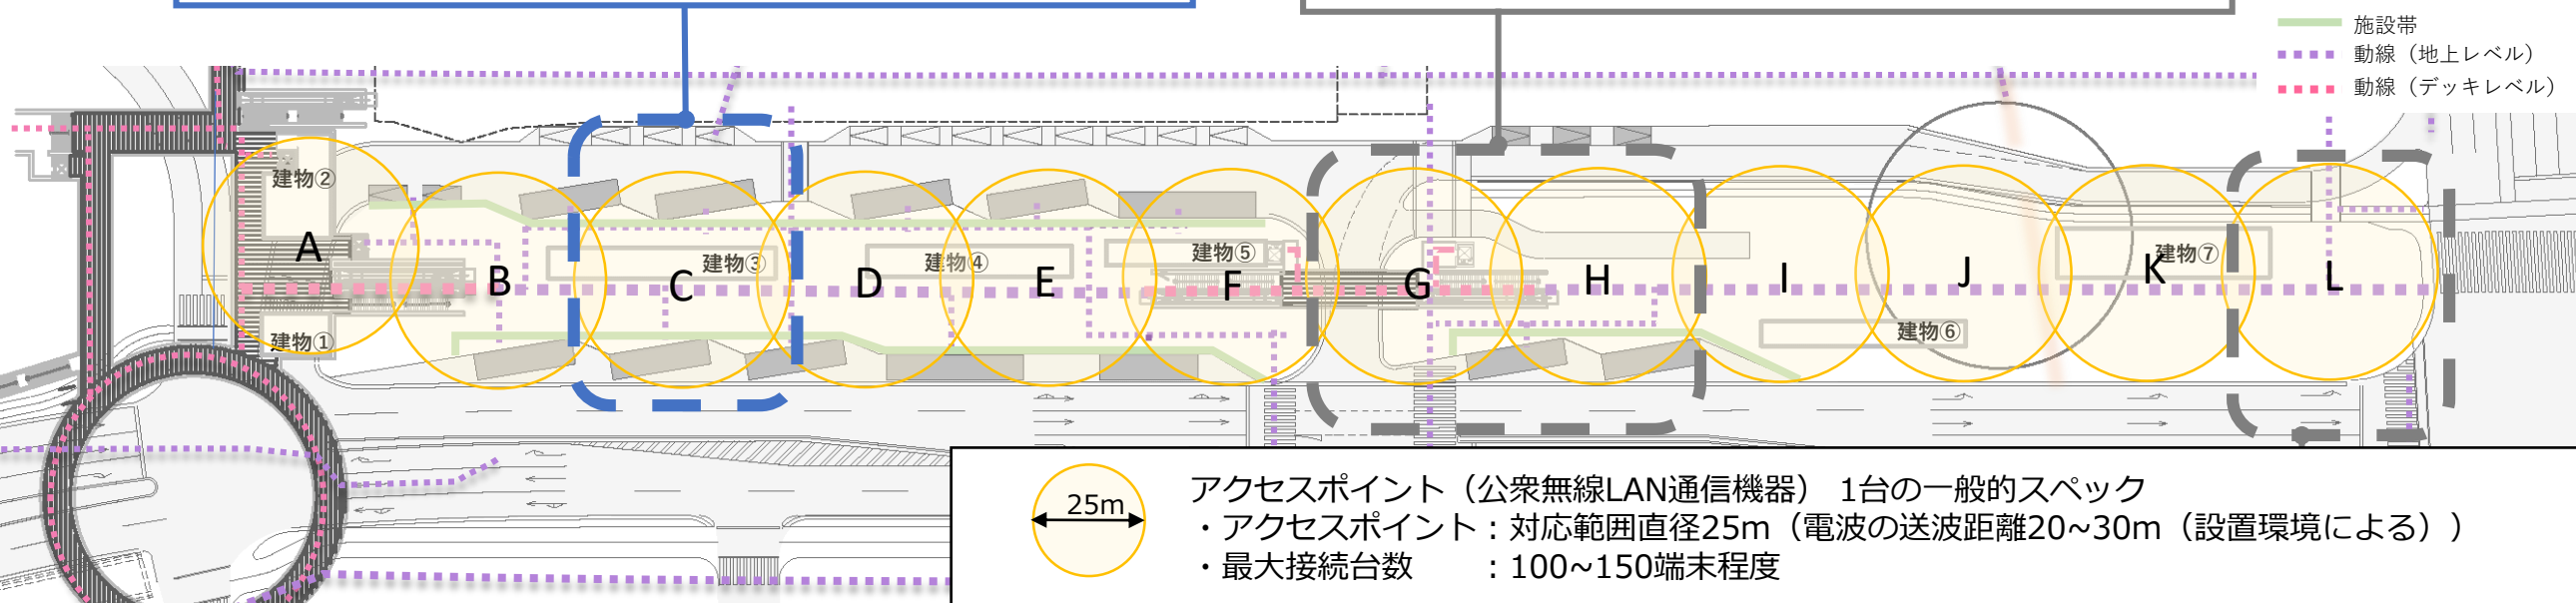 施設帯
動線（地上レベル）
動線（デッキレベル）
建物②
A
建物①
B
C
建物③
D
建物④
E
建物⑤
F
G
H
I
建物⑥
J
K
建物⑦
L
25m
アクセスポイント（公衆無線LAN通信機器） 1台の一般的スペック
・アクセスポイント：対応範囲直径25m（電波の送波距離20~30m（設置環境による））
・最大接続台数　　：100~150端末程度